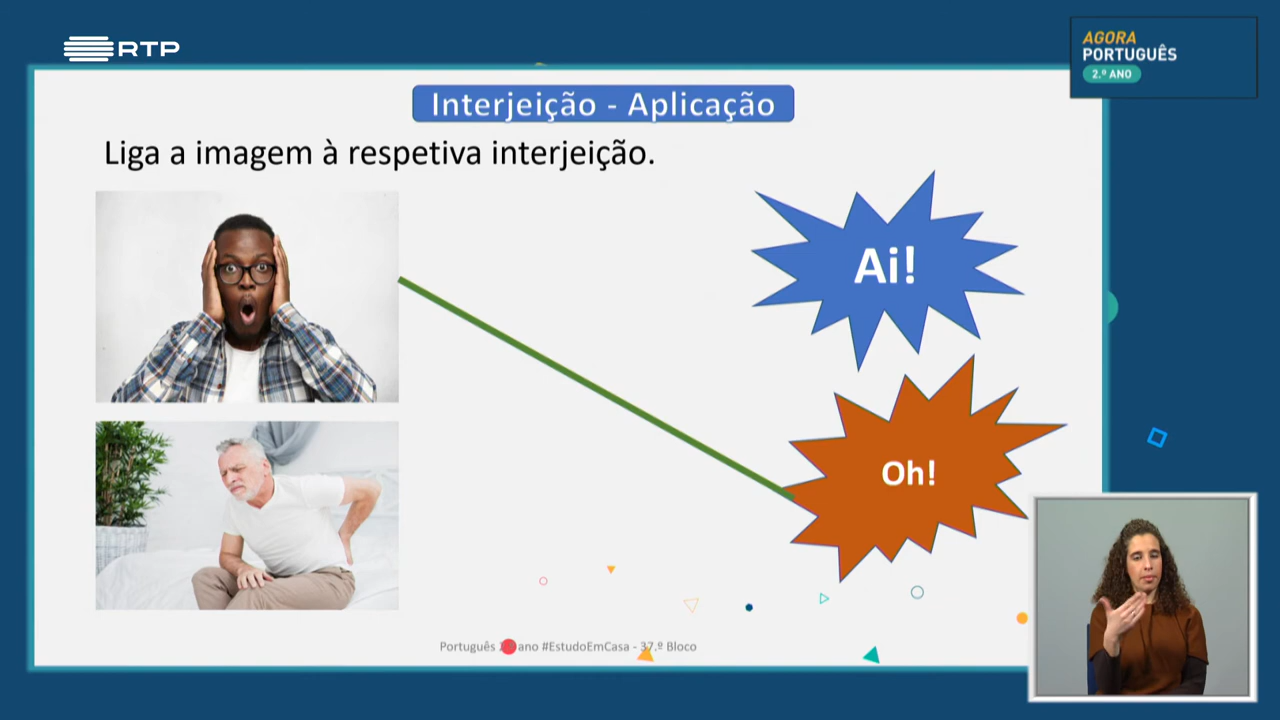 RTP
AGORA
PORTUGUÊS
2.º ANO
Interjeição - Aplicação
Liga a imagem à respetiva interjeição.
Ai!
Oh!
Português ano #EstudoEmCasa - 37.º Bloco